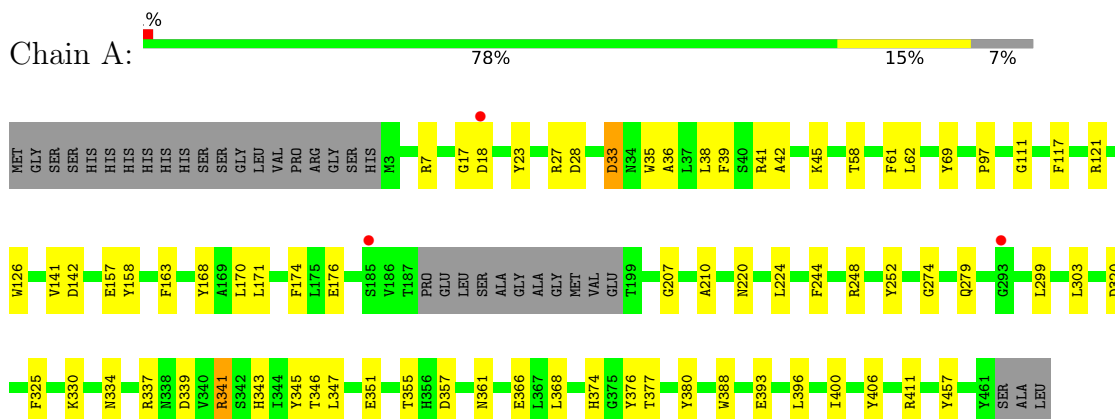 .%
Chain A:
78% 15% 7%
MET GLY SER SER HIS HIS HIS HIS HIS HIS SER SER GLY LEU VAL PRO ARG GLY SER HIS M3 R7 G17 D18 Y23 R27 D28 D33 N34 W35 A36 L37 L38 F39 S40 R41 A42 K45 T58 F61 L62 Y69 P97 G111 F117 R121
W126 V141 D142 E157 Y158 F163 Y168 A169 L170 L171 F174 L175 E176 S185 V186 T187 PRO GLU LEU SER ALA GLY ALA GLY MET VAL GLU T199 G207 A210 N220 L224 F244 R248 Y252 G274 Q279 G293 L299 L303
F325 K330 N334 R337 N338 D339 V340 R341 S342 H343 I344 Y345 T346 L347 E351 T355 H356 D357 N361 E366 L367 L368 H374 G375 Y376 T377 Y380 W388 E393 L396 I400 Y406 R411 Y457 Y461 SER ALA LEU